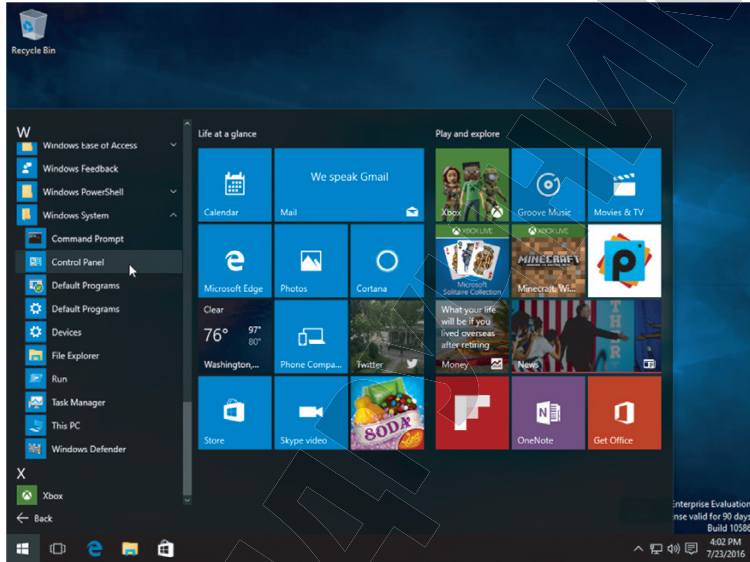 Recycle Bin
W
Windows Ease of Access
Windows Feedback
Windows PowerShell
Windows System
Command Prompt
Control Panel
Default Programs
Default Programs
Devices
File Explorer
Run
Task Manager
This PC
Windows Defender
X
Xbox
Back
Life at a glance
Calendar
We speak Gmail
Mail
Microsoft Edge
Photos
Cortana
Clear
76° 97°
80°
Washington,...
Phone Compa...
Twitter
Store
Skype video
SODA
Play and explore
Xbox
Groove Music
Movies & TV
XBOX LIVE
Microsoft
Solitaire Collection
XBOX LIVE
MINECRAFT
Minecraft: Wi...
What your life
will be if you
lived overseas
after retiring
Money
News
OneNote
Get Office
Enterprise Evaluation
nse valid for 90 days
Build 10586
4:02 PM
7/23/2016